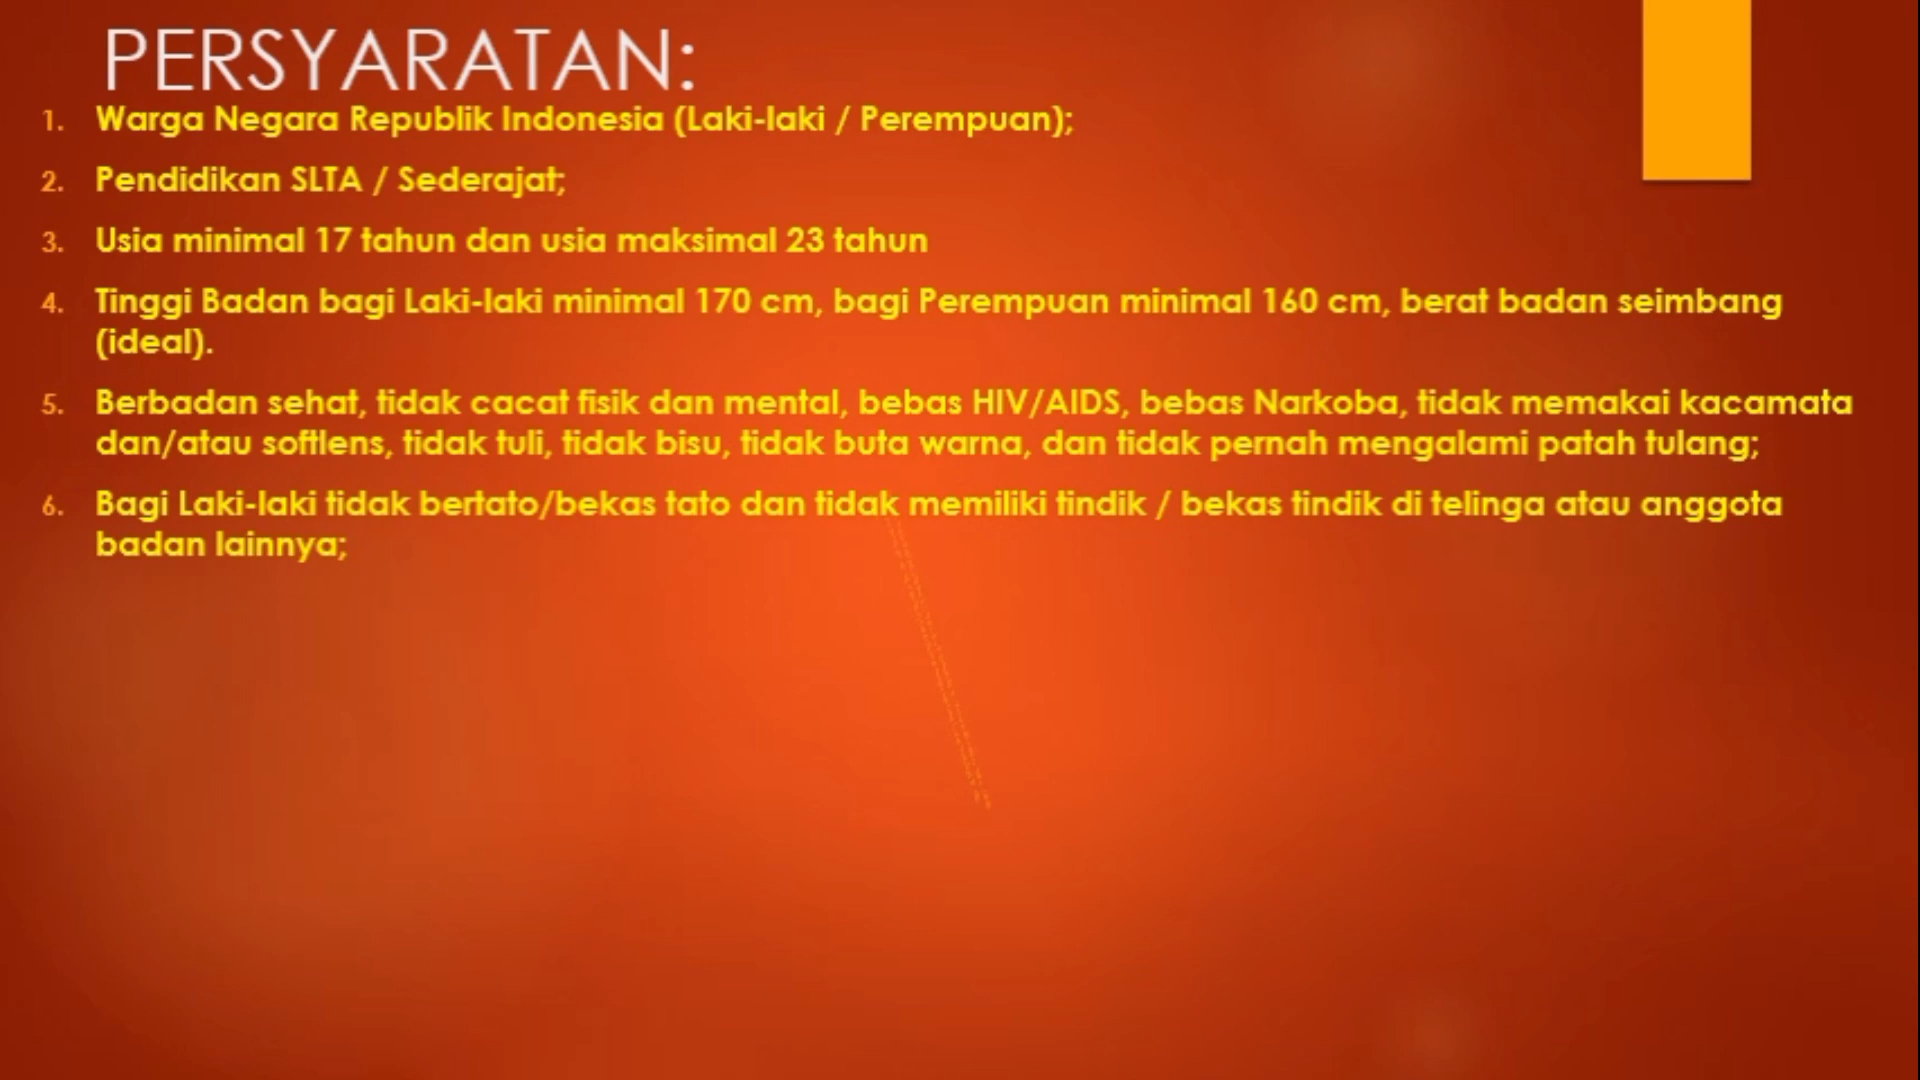 PERSYARATAN:
1. Warga Negara Republik Indonesia (Laki-laki / Perempuan);
2. Pendidikan SLTA / Sederajat;
3. Usia minimal 17 tahun dan usia maksimal 23 tahun
4. Tinggi Badan bagi Laki-laki minimal 170 cm, bagi Perempuan minimal 160 cm, berat badan seimbang
(ideal).
5. Berbadan sehat, tidak cacat fisik dan mental, bebas HIV/AIDS, bebas Narkoba, tidak memakai kacamata
dan/atau softlens, tidak tuli, tidak bisu, tidak buta warna, dan tidak pernah mengalami patah tulang;
6. Bagi Laki-laki tidak bertato/bekas tato dan tidak memiliki tindik / bekas tindik di telinga atau anggota
badan lainnya;